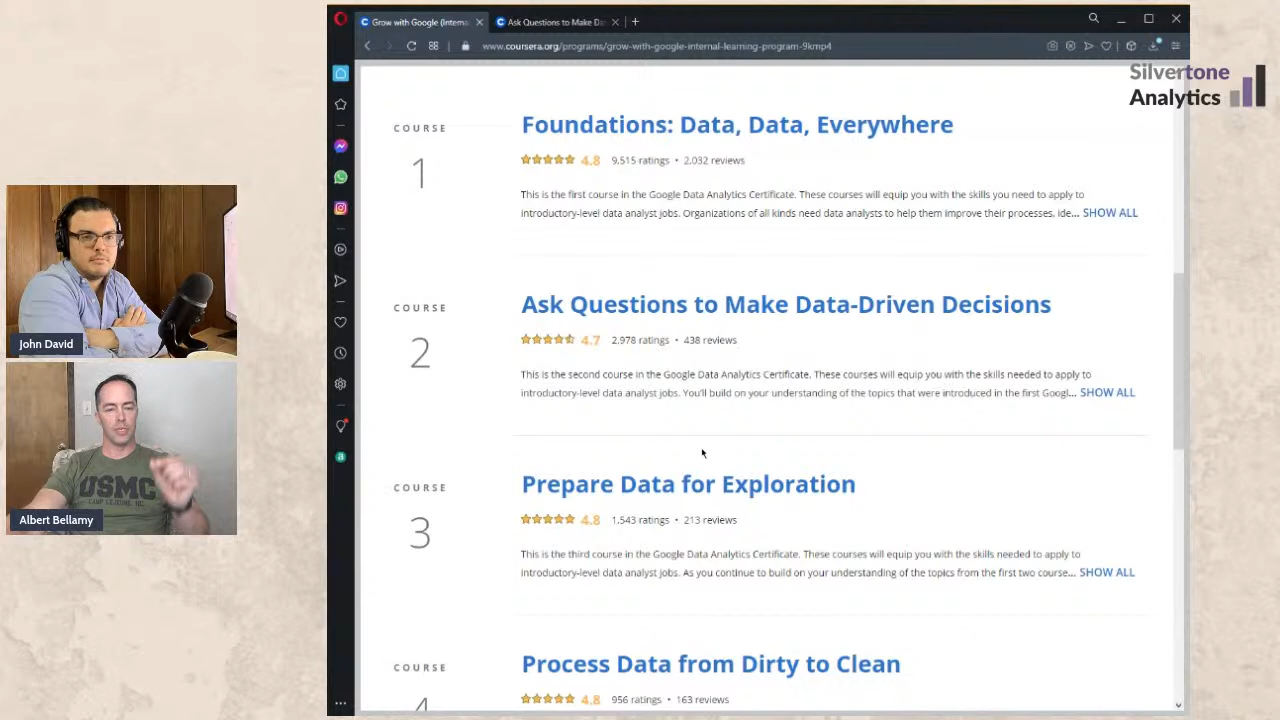 Grow with Google (Interna
Ask Questions to Make Da
www.coursera.org/programs/grow-with-google-internal-learning-program-9kmp4
Silvertone
Analytics
COURSE
1
Foundations: Data, Data, Everywhere
4.8 9,515 ratings • 2,032 reviews
This is the first course in the Google Data Analytics Certificate. These courses will equip you with the skills you need to apply to
introductory-level data analyst jobs. Organizations of all kinds need data analysts to help them improve their processes, ide... SHOW ALL
COURSE
2
Ask Questions to Make Data-Driven Decisions
4.7 2,978 ratings • 438 reviews
This is the second course in the Google Data Analytics Certificate. These courses will equip you with the skills needed to apply to
introductory-level data analyst jobs. You'll build on your understanding of the topics that were introduced in the first Googl... SHOW ALL
COURSE
3
Prepare Data for Exploration
4.8 1,543 ratings • 213 reviews
This is the third course in the Google Data Analytics Certificate. These courses will equip you with the skills needed to apply to
introductory-level data analyst jobs. As you continue to build on your understanding of the topics from the first two course... SHOW ALL
COURSE
4
Process Data from Dirty to Clean
4.8 956 ratings • 163 reviews
John David
USMC
CAMP LEJEUNE, NC
Albert Bellamy